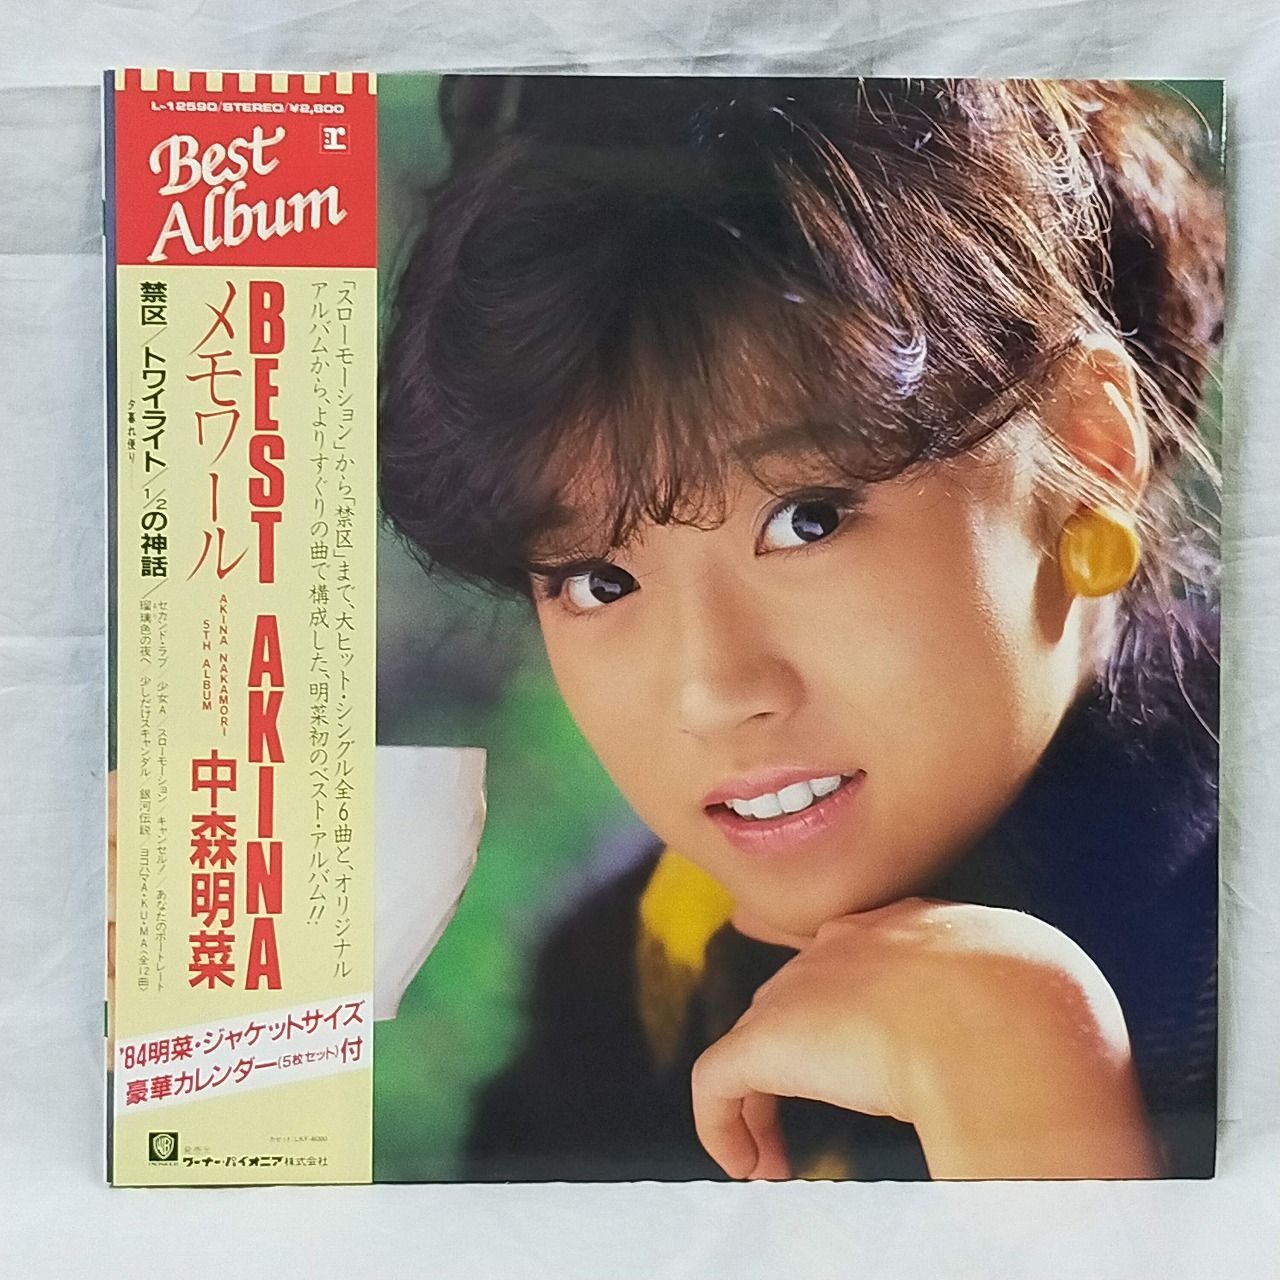 L-12590/STEREO/¥2,800
Best
Album
r
「スローモーション」から「禁区」まで、大ヒット・シングル全6曲と、オリジナル
アルバムから、よりすぐりの曲で構成した、明菜初のベスト・アルバム!!
BEST AKINA
メモワール
AKINA NAKAMORI
5TH ALBUM
中森明菜
禁区/トワイライト/½の神話/
—夕暮れ便り—
セカンド・ラブ/少女A/スローモーション/キャンセル!/あなたのポートレート
瑠璃色の夜へ/少しだけスキャンダル/銀河伝説/ヨコハマA・KU・MA〈全12曲〉
'84明菜・ジャケットサイズ
豪華カレンダー(5枚セット)付
カセット/LKF-8090
発売元
ワーナー・パイオニア株式会社